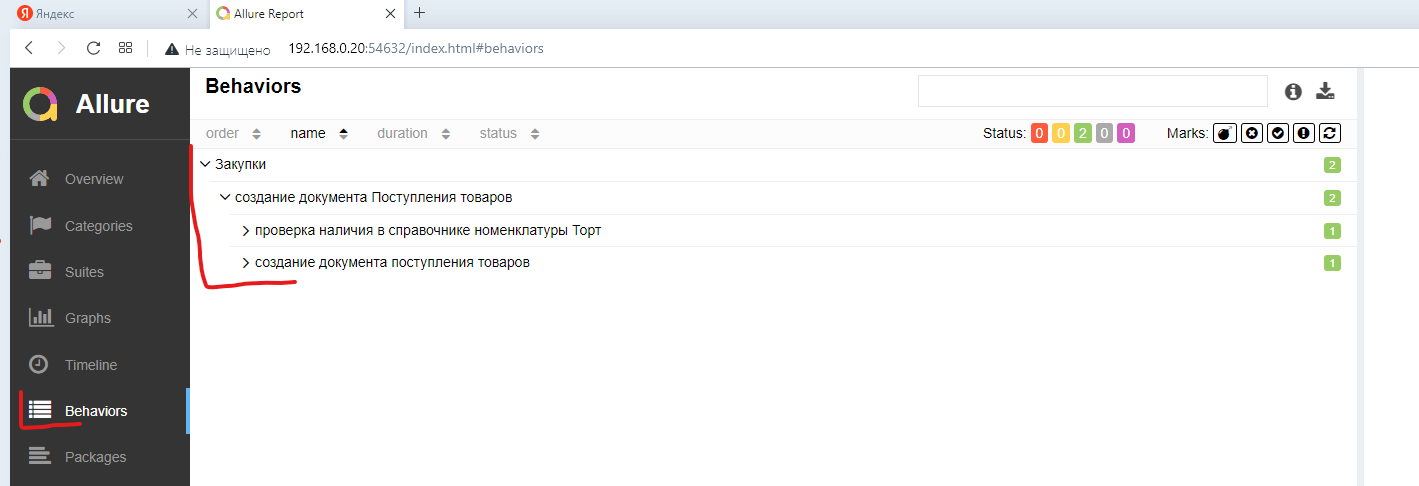 Яндекс
Allure Report
Не защищено 192.168.0.20:54632/index.html#behaviors
Allure
Overview
Categories
Suites
Graphs
Timeline
Behaviors
Packages
Behaviors
order name duration status Status: 0 0 2 0 0 Marks:
Закупки 2
создание документа Поступления товаров 2
проверка наличия в справочнике номенклатуры Торт 1
создание документа поступления товаров 1